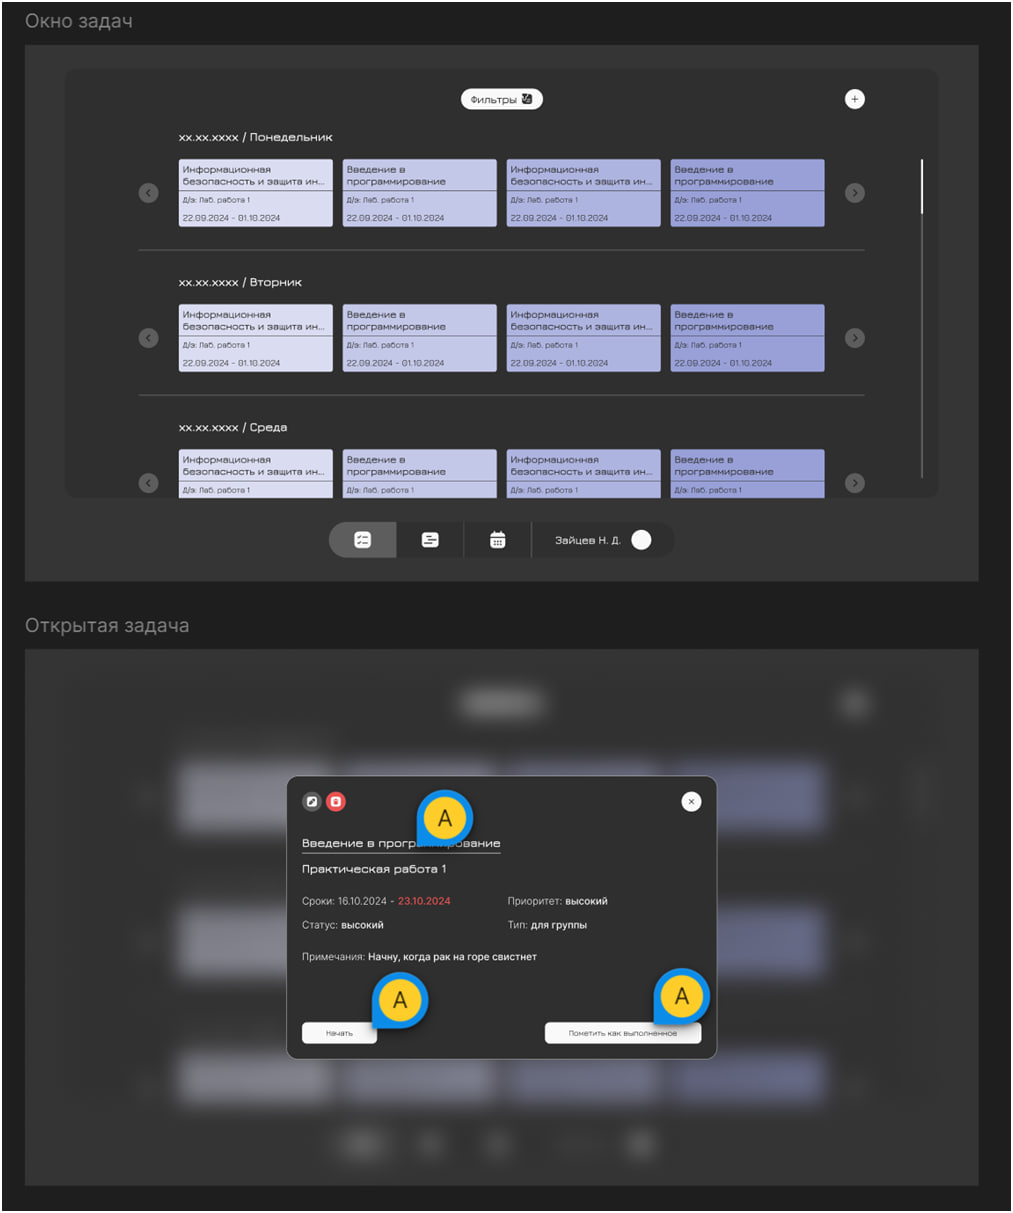 Окно задач
Фильтры
xx.xx.xxxx / Понедельник
Информационная безопасность и защита ин...
Д/з: Лаб. работа 1
22.09.2024 - 01.10.2024
Введение в программирование
Д/з: Лаб. работа 1
22.09.2024 - 01.10.2024
Информационная безопасность и защита ин...
Д/з: Лаб. работа 1
22.09.2024 - 01.10.2024
Введение в программирование
Д/з: Лаб. работа 1
22.09.2024 - 01.10.2024
xx.xx.xxxx / Вторник
Информационная безопасность и защита ин...
Д/з: Лаб. работа 1
22.09.2024 - 01.10.2024
Введение в программирование
Д/з: Лаб. работа 1
22.09.2024 - 01.10.2024
Информационная безопасность и защита ин...
Д/з: Лаб. работа 1
22.09.2024 - 01.10.2024
Введение в программирование
Д/з: Лаб. работа 1
22.09.2024 - 01.10.2024
xx.xx.xxxx / Среда
Информационная безопасность и защита ин...
Д/з: Лаб. работа 1
Введение в программирование
Д/з: Лаб. работа 1
Информационная безопасность и защита ин...
Д/з: Лаб. работа 1
Введение в программирование
Д/з: Лаб. работа 1
Зайцев Н. Д.
Открытая задача
A
Введение в программирование
Практическая работа 1
Сроки: 16.10.2024 - 23.10.2024
Приоритет: высокий
Статус: высокий
Тип: для группы
Примечания: Начну, когда рак на горе свистнет
A
A
Начать
Пометить как выполненное